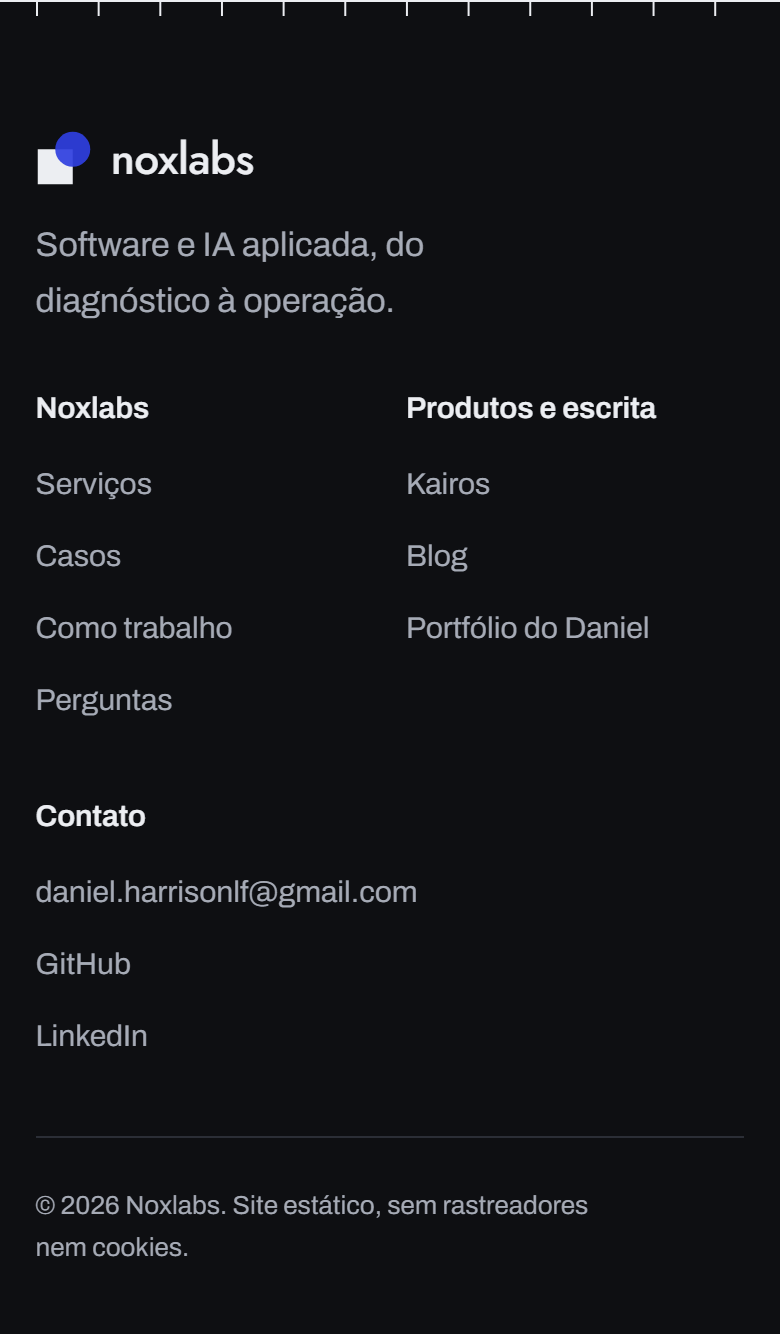 noxlabs
Software e IA aplicada, do
diagnóstico à operação.
Noxlabs
Serviços
Casos
Como trabalho
Perguntas
Produtos e escrita
Kairos
Blog
Portfólio do Daniel
Contato
daniel.harrisonlf@gmail.com
GitHub
LinkedIn
© 2026 Noxlabs. Site estático, sem rastreadores
nem cookies.